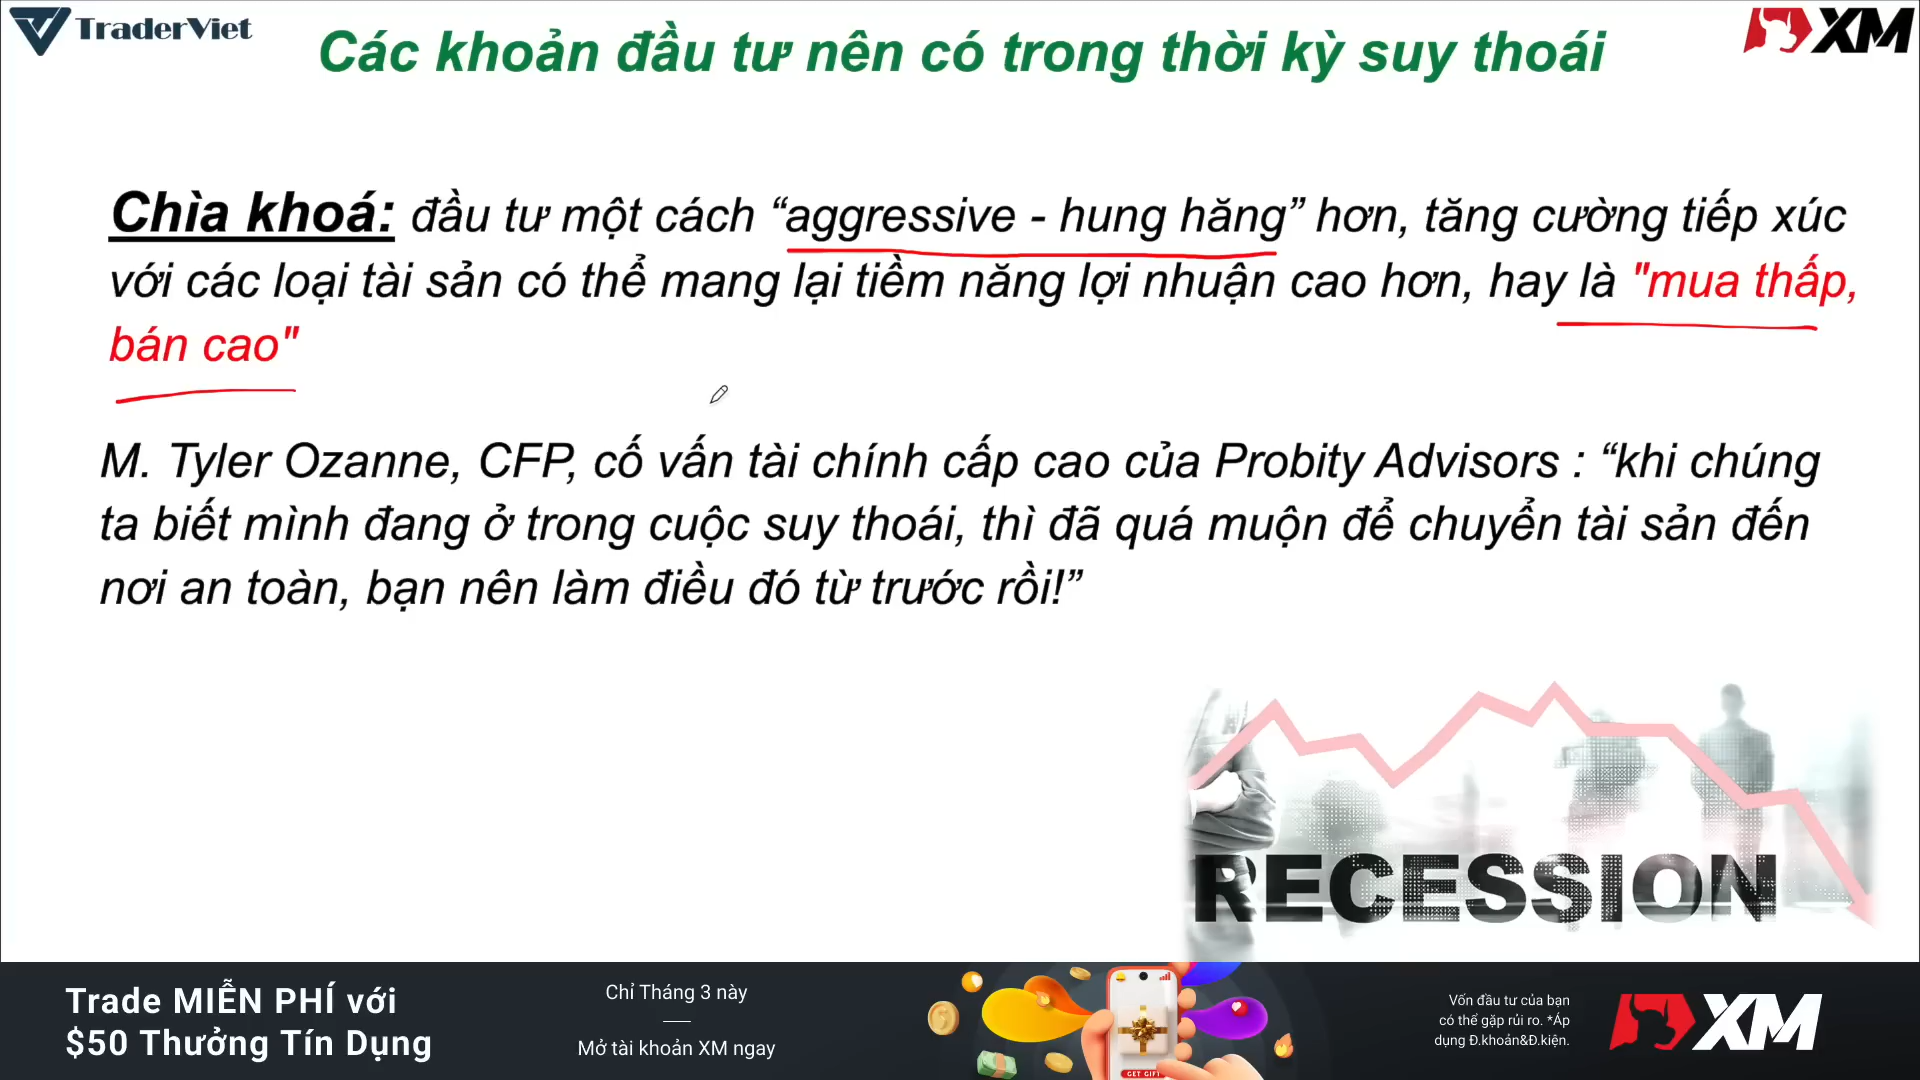 TraderViet
Các khoản đầu tư nên có trong thời kỳ suy thoái
XM
Chìa khoá: đầu tư một cách “aggressive - hung hăng” hơn, tăng cường tiếp xúc
với các loại tài sản có thể mang lại tiềm năng lợi nhuận cao hơn, hay là "mua thấp,
bán cao"
M. Tyler Ozanne, CFP, cố vấn tài chính cấp cao của Probity Advisors : “khi chúng
ta biết mình đang ở trong cuộc suy thoái, thì đã quá muộn để chuyển tài sản đến
nơi an toàn, bạn nên làm điều đó từ trước rồi!”
RECESSION
Trade MIỄN PHÍ với
$50 Thưởng Tín Dụng
Chỉ Tháng 3 này
Mở tài khoản XM ngay
GET GIFT
Vốn đầu tư của bạn
có thể gặp rủi ro. *Áp
dụng Đ.khoản&Đ.kiện.
XM